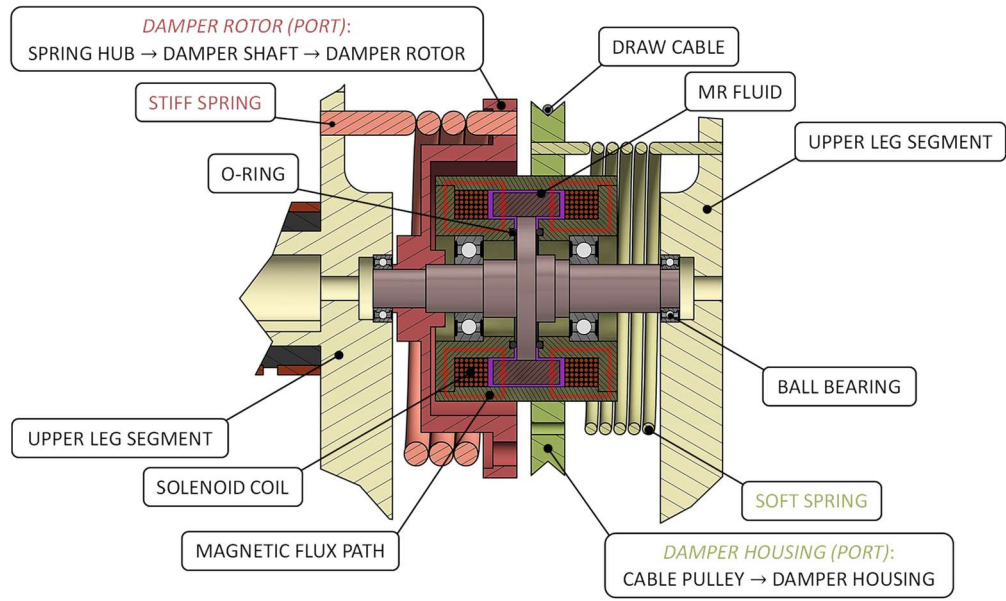 DAMPER ROTOR (PORT):
SPRING HUB → DAMPER SHAFT → DAMPER ROTOR
DRAW CABLE
STIFF SPRING
MR FLUID
UPPER LEG SEGMENT
O-RING
BALL BEARING
UPPER LEG SEGMENT
SOLENOID COIL
SOFT SPRING
MAGNETIC FLUX PATH
DAMPER HOUSING (PORT):
CABLE PULLEY → DAMPER HOUSING